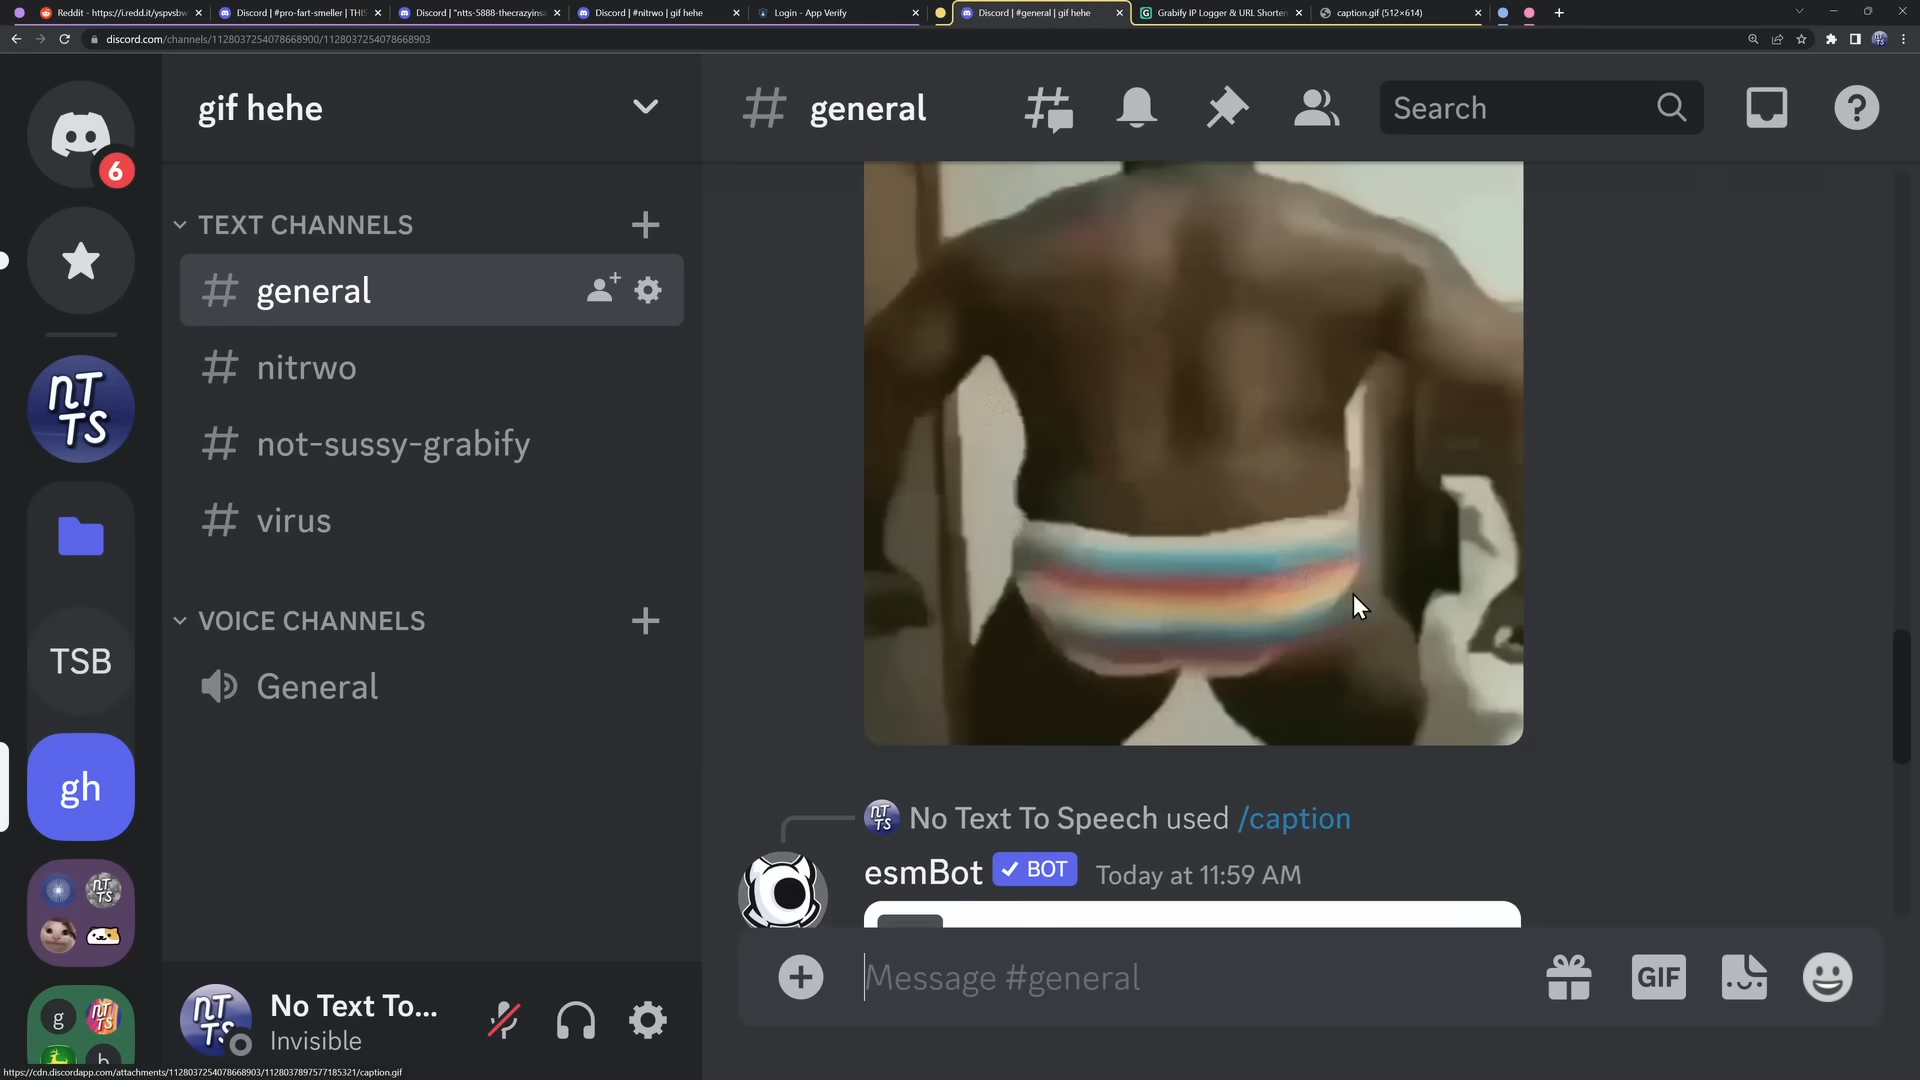 Reddit - https://i.redd.it/yspvsbw
Discord | #pro-fart-smeller | THIS
Discord | "ntts-5888-thecrazyinsa
Discord | #nitrwo | gif hehe
Login - App Verify
Discord | #general | gif hehe
Grabify IP Logger & URL Shorten
caption.gif (512×614)
discord.com/channels/1128037254078668900/1128037254078668903
gif hehe
general
Search
6
TEXT CHANNELS
general
nitrwo
not-sussy-grabify
virus
VOICE CHANNELS
General
nTTS
TSB
gh
g
b
No Text To Speech used /caption
esmBot BOT Today at 11:59 AM
Message #general
GIF
No Text To...
Invisible
https://cdn.discordapp.com/attachments/1128037254078668903/1128037897577185321/caption.gif